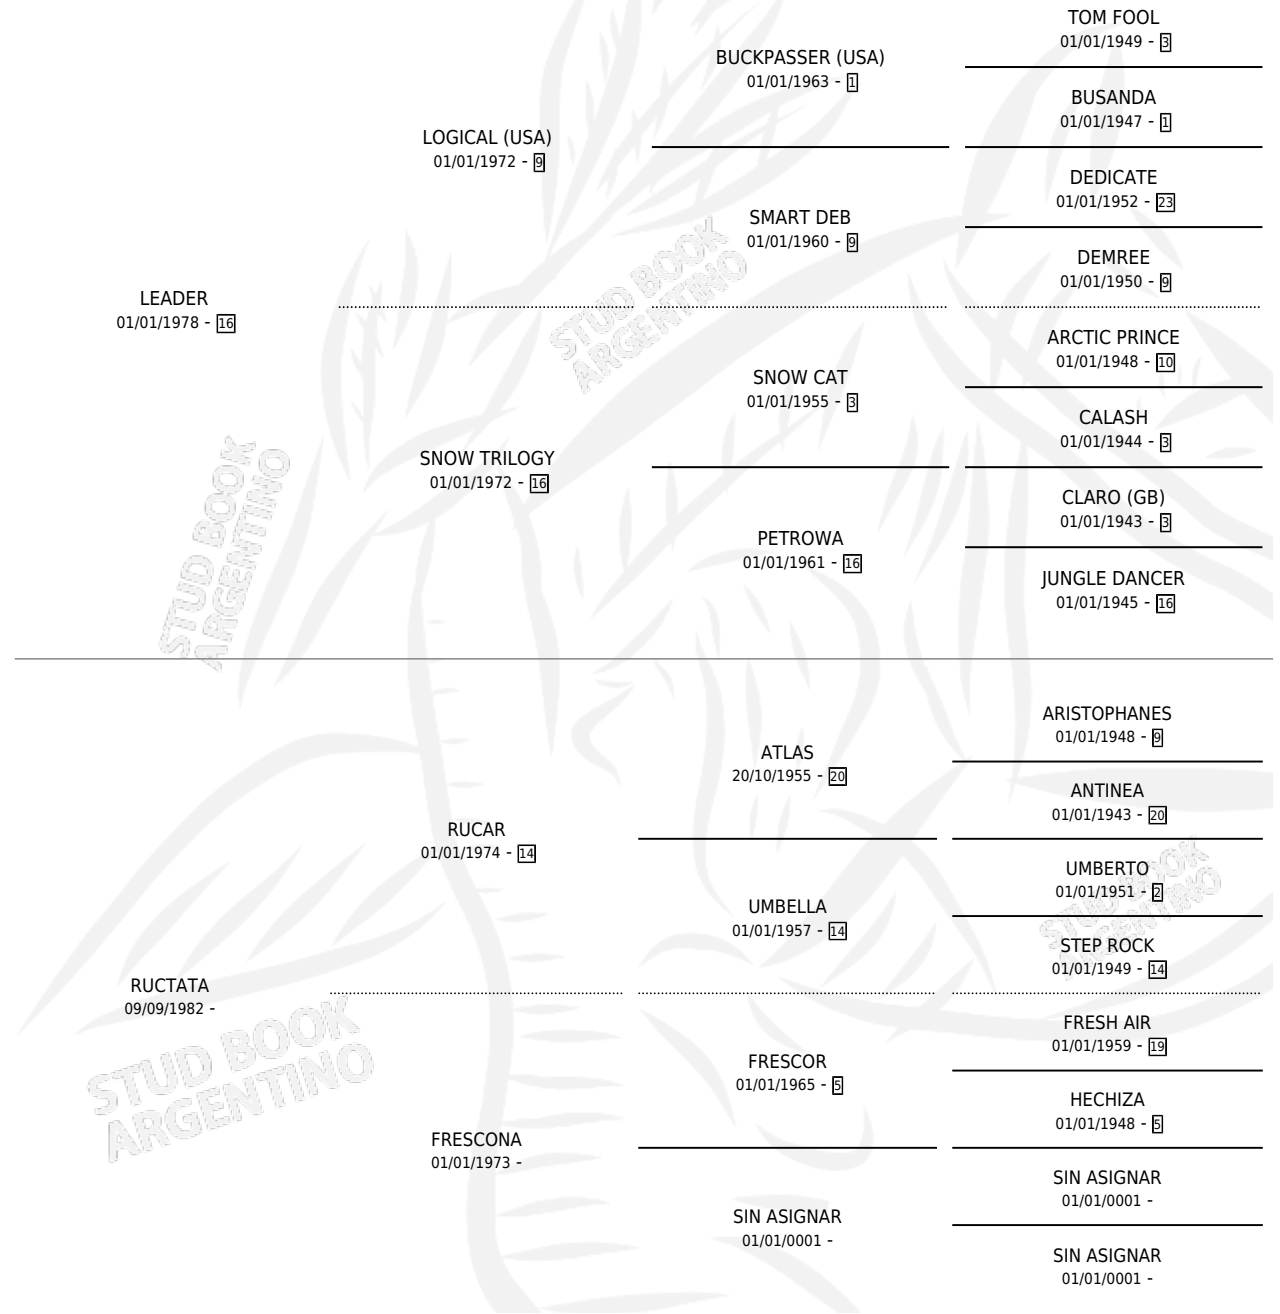 TOM FOOL
01/01/1949 - 3
BUCKPASSER (USA)
01/01/1963 - 1
BUSANDA
01/01/1947 - 1
LOGICAL (USA)
01/01/1972 - 9
DEDICATE
01/01/1952 - 23
SMART DEB
01/01/1960 - 9
DEMREE
01/01/1950 - 9
LEADER
01/01/1978 - 16
ARCTIC PRINCE
01/01/1948 - 10
SNOW CAT
01/01/1955 - 3
CALASH
01/01/1944 - 3
SNOW TRILOGY
01/01/1972 - 16
CLARO (GB)
01/01/1943 - 3
PETROWA
01/01/1961 - 16
JUNGLE DANCER
01/01/1945 - 16
STUD BOOK
ARGENTINO
STUD BOOK
ARGENTINO
ARISTOPHANES
01/01/1948 - 9
ATLAS
20/10/1955 - 20
ANTINEA
01/01/1943 - 20
RUCAR
01/01/1974 - 14
UMBERTO
01/01/1951 - 2
UMBELLA
01/01/1957 - 14
STEP ROCK
01/01/1949 - 14
RUCTATA
09/09/1982 -
FRESH AIR
01/01/1959 - 19
FRESCOR
01/01/1965 - 5
HECHIZA
01/01/1948 - 5
FRESCONA
01/01/1973 -
SIN ASIGNAR
01/01/0001 -
SIN ASIGNAR
01/01/0001 -
SIN ASIGNAR
01/01/0001 -
STUD BOOK
ARGENTINO
STUD BOOK
ARGENTINO